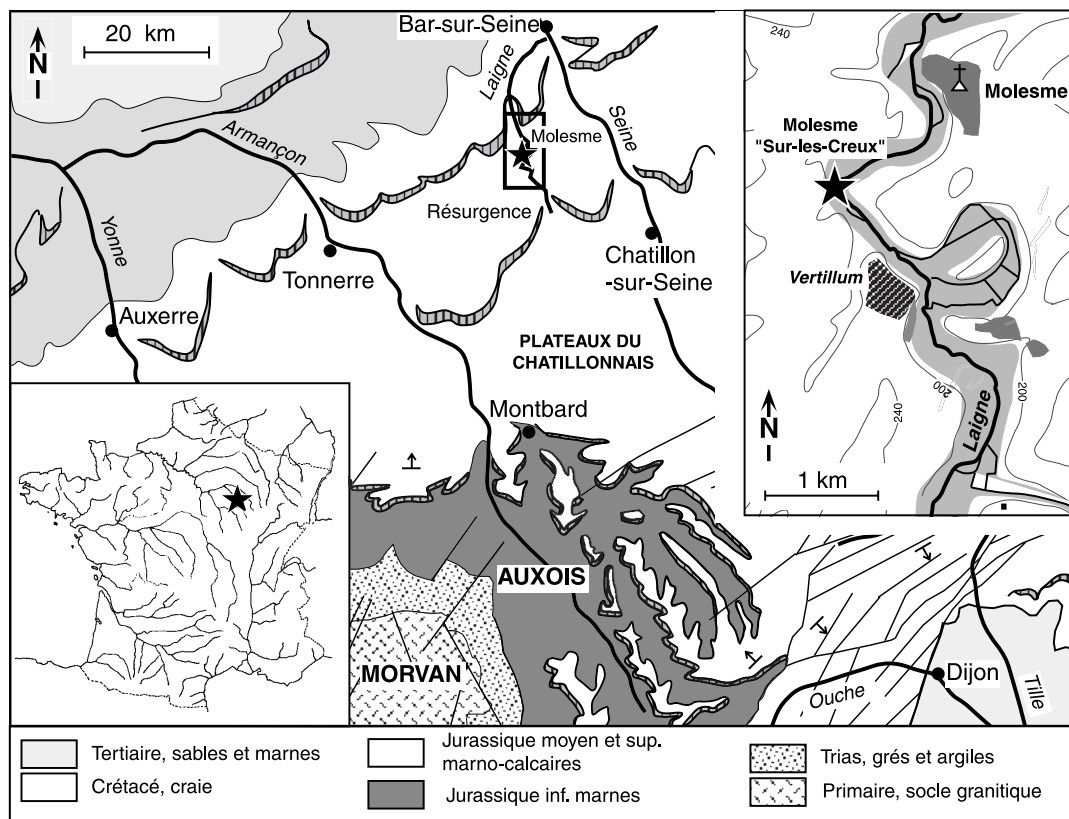 20 km
N
Bar-sur-Seine
Laigne
Seine
Molesme
Armançon
Résurgence
Yonne
Tonnerre
Chatillon
-sur-Seine
Auxerre
PLATEAUX DU
CHATILLONNAIS
Montbard
AUXOIS
MORVAN
Ouche
Dijon
Tille
240
Molesme
Molesme
"Sur-les-Creux"
Vertillum
200
200
240
Laigne
N
1 km
Tertiaire, sables et marnes
Crétacé, craie
Jurassique moyen et sup.
marno-calcaires
Jurassique inf. marnes
Trias, grés et argiles
Primaire, socle granitique